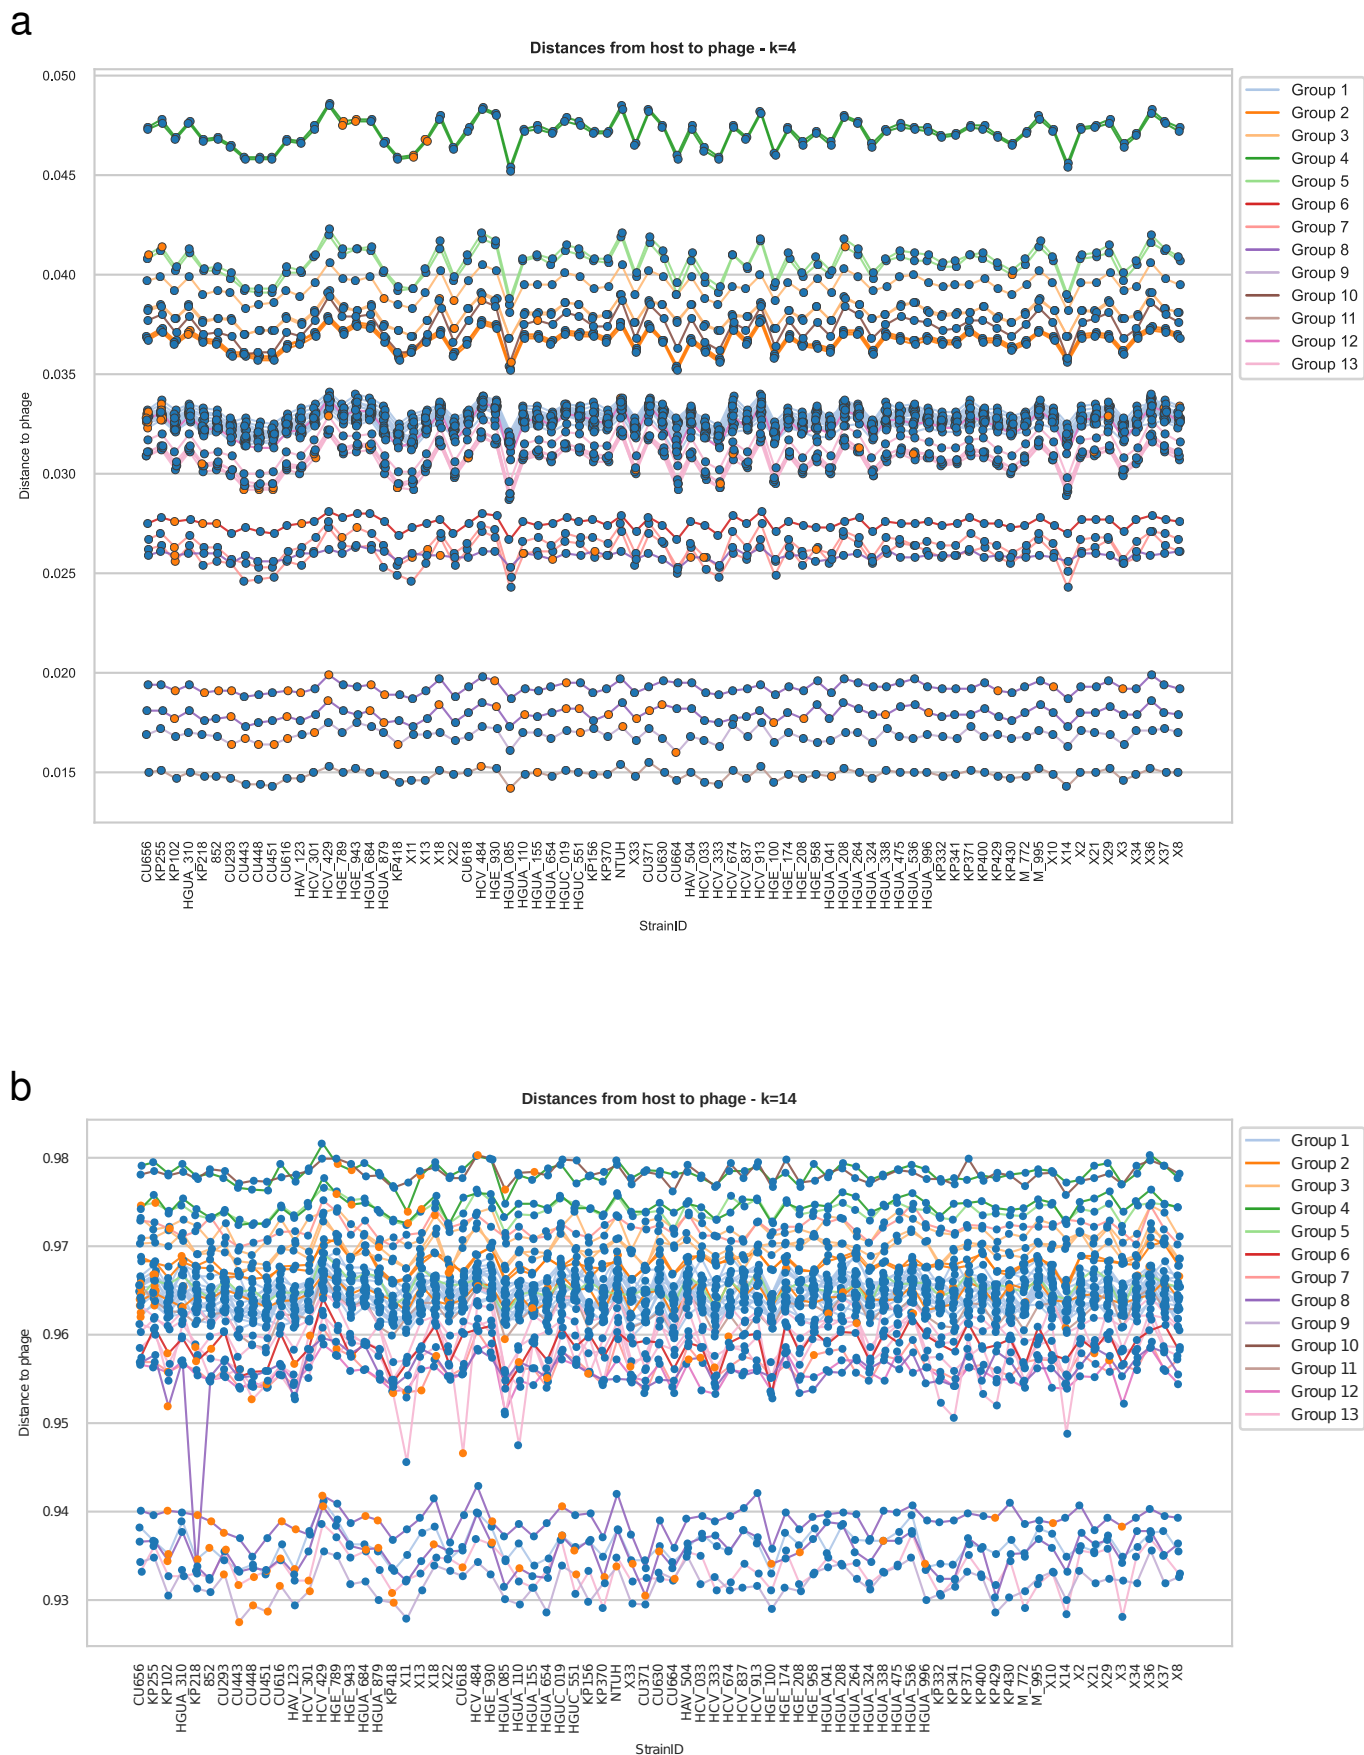 a
Distances from host to phage - k=4
0.050
0.045
0.040
0.035
0.030
0.025
0.020
0.015
Distance to phage
Group 1
Group 2
Group 3
Group 4
Group 5
Group 6
Group 7
Group 8
Group 9
Group 10
Group 11
Group 12
Group 13
CU656
KP255
KP102
HGUA_310
KP218
852
CU293
CU443
CU448
CU451
CU616
HAV_123
HCV_301
HCV_429
HGE_789
HGE_943
HGUA_684
HGUA_879
KP418
X11
X13
X18
X22
CU618
HCV_484
HGE_930
HGUA_085
HGUA_110
HGUA_155
HGUA_654
HGUC_019
HGUC_551
KP156
KP370
NTUH
X33
CU371
CU630
CU664
HAV_504
HCV_033
HCV_333
HCV_674
HCV_837
HCV_913
HGE_100
HGE_174
HGE_208
HGE_958
HGUA_041
HGUA_208
HGUA_264
HGUA_324
HGUA_338
HGUA_475
HGUA_536
HGUA_996
KP332
KP341
KP371
KP400
KP429
KP430
M_772
M_995
X10
X14
X2
X21
X29
X3
X34
X36
X37
X8
StrainID
b
Distances from host to phage - k=14
0.98
0.97
0.96
0.95
0.94
0.93
Distance to phage
Group 1
Group 2
Group 3
Group 4
Group 5
Group 6
Group 7
Group 8
Group 9
Group 10
Group 11
Group 12
Group 13
CU656
KP255
KP102
HGUA_310
KP218
852
CU293
CU443
CU448
CU451
CU616
HAV_123
HCV_301
HCV_429
HGE_789
HGE_943
HGUA_684
HGUA_879
KP418
X11
X13
X18
X22
CU618
HCV_484
HGE_930
HGUA_085
HGUA_110
HGUA_155
HGUA_654
HGUC_019
HGUC_551
KP156
KP370
NTUH
X33
CU371
CU630
CU664
HAV_504
HCV_033
HCV_333
HCV_674
HCV_837
HCV_913
HGE_100
HGE_174
HGE_208
HGE_958
HGUA_041
HGUA_208
HGUA_264
HGUA_324
HGUA_338
HGUA_475
HGUA_536
HGUA_996
KP332
KP341
KP371
KP400
KP429
KP430
M_772
M_995
X10
X14
X2
X21
X29
X3
X34
X36
X37
X8
StrainID